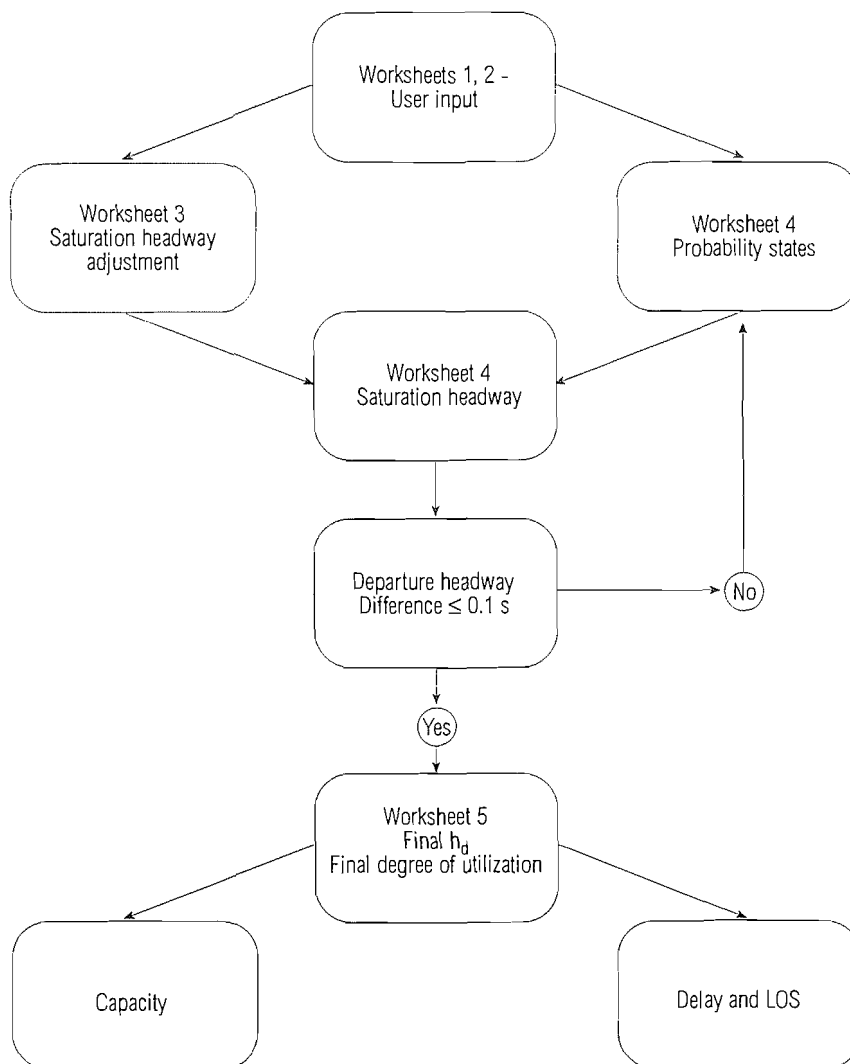 Worksheets 1, 2 -
User input
Worksheet 3
Saturation headway
adjustment
Worksheet 4
Probability states
Worksheet 4
Saturation headway
Departure headway
Difference ≤ 0.1 s
No
Yes
Worksheet 5
Final h_d
Final degree of utilization
Capacity
Delay and LOS